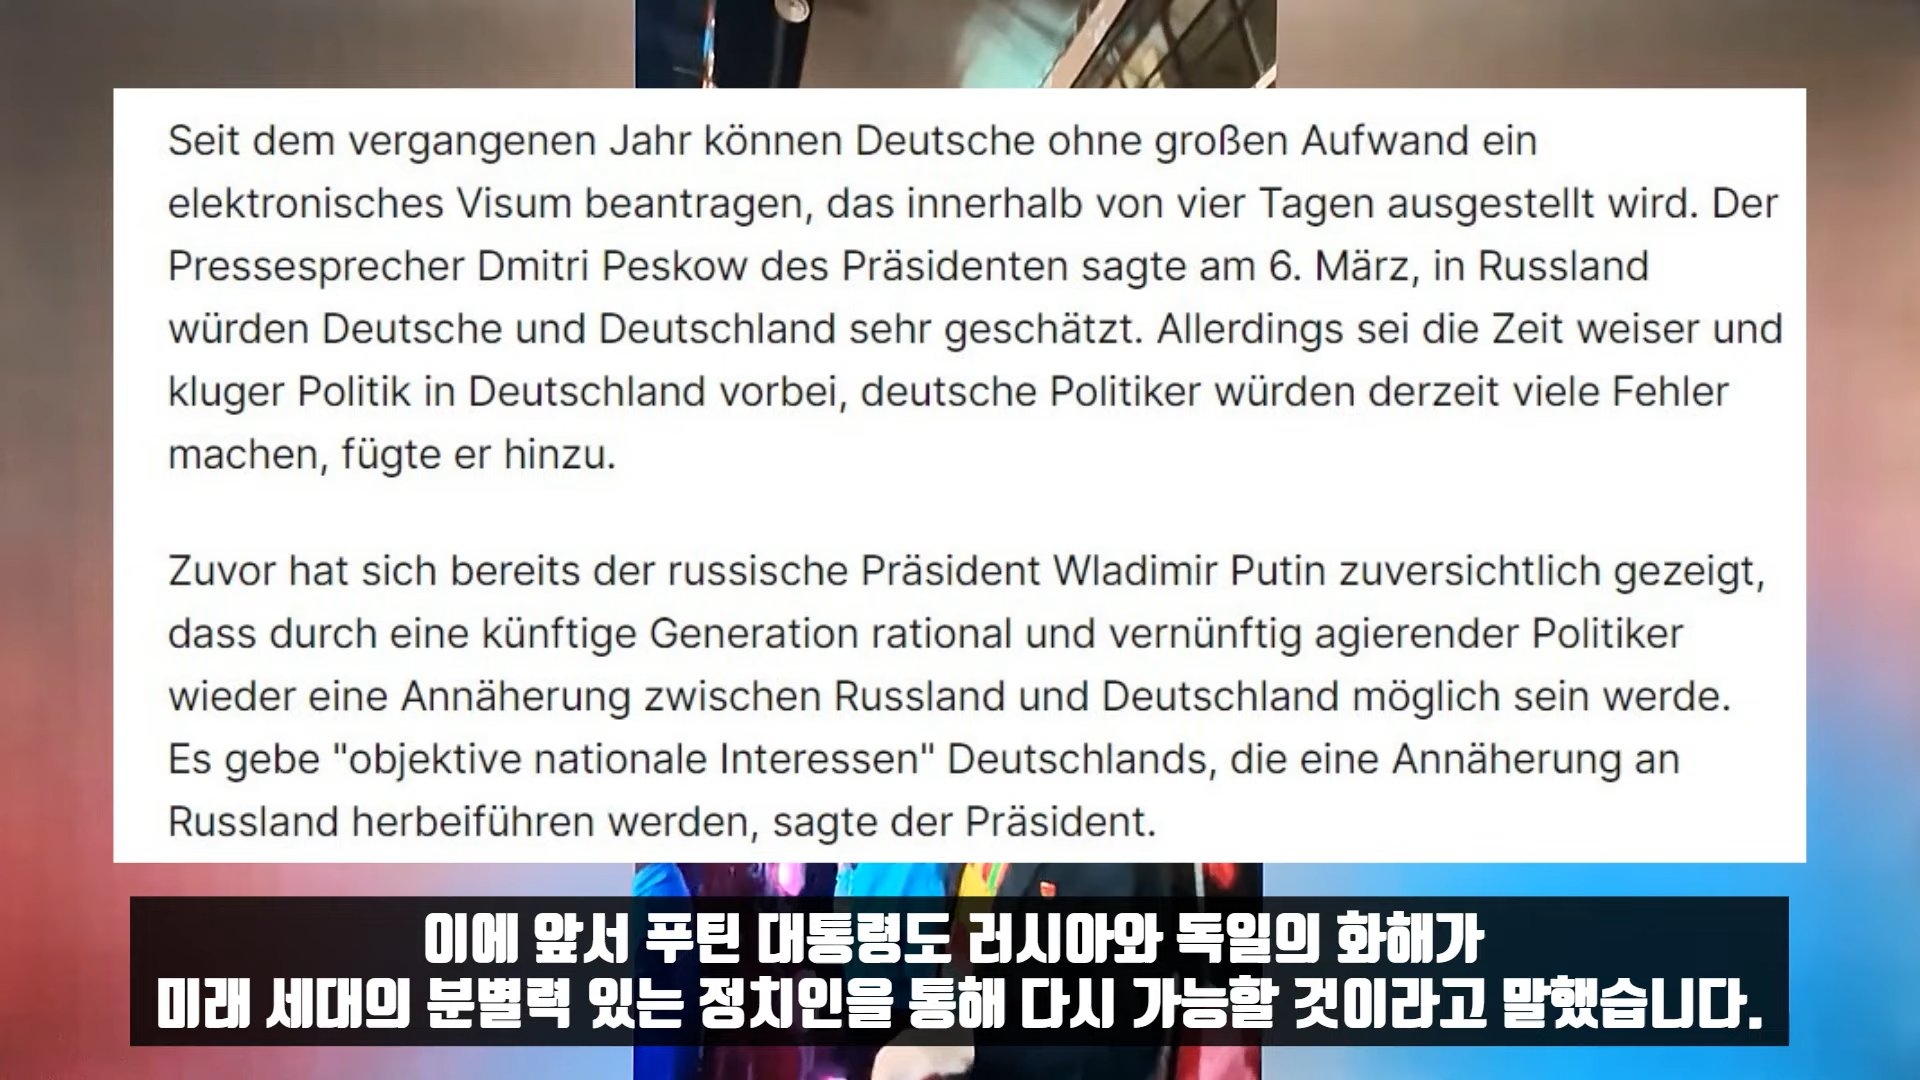 Seit dem vergangenen Jahr können Deutsche ohne großen Aufwand ein
elektronisches Visum beantragen, das innerhalb von vier Tagen ausgestellt wird. Der
Pressesprecher Dmitri Peskow des Präsidenten sagte am 6. März, in Russland
würden Deutsche und Deutschland sehr geschätzt. Allerdings sei die Zeit weiser und
kluger Politik in Deutschland vorbei, deutsche Politiker würden derzeit viele Fehler
machen, fügte er hinzu.
Zuvor hat sich bereits der russische Präsident Wladimir Putin zuversichtlich gezeigt,
dass durch eine künftige Generation rational und vernünftig agierender Politiker
wieder eine Annäherung zwischen Russland und Deutschland möglich sein werde.
Es gebe "objektive nationale Interessen" Deutschlands, die eine Annäherung an
Russland herbeiführen werden, sagte der Präsident.
이에 앞서 푸틴 대통령도 러시아와 독일의 화해가
미래 세대의 분별력 있는 정치인을 통해 다시 가능할 것이라고 말했습니다.